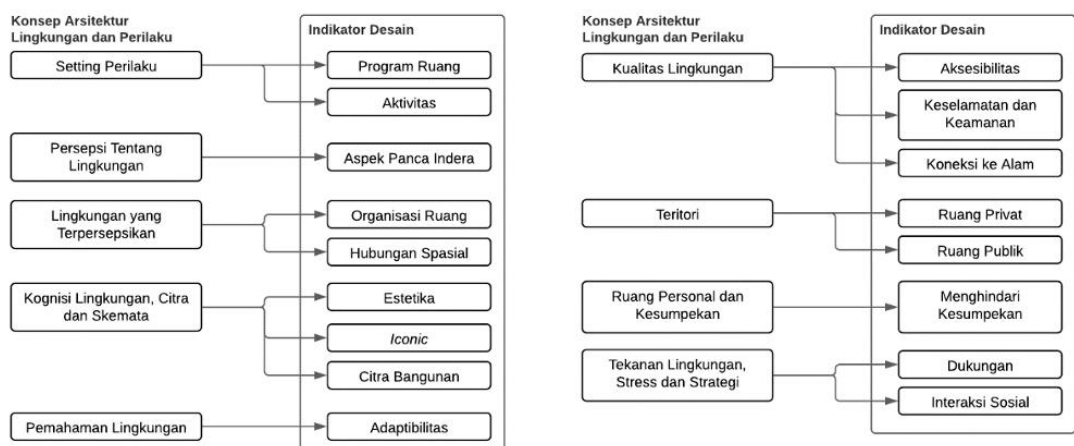 Konsep Arsitektur
Lingkungan dan Perilaku
Indikator Desain
Setting Perilaku
Program Ruang
Aktivitas
Persepsi Tentang
Lingkungan
Aspek Panca Indera
Lingkungan yang
Terpersepsikan
Organisasi Ruang
Hubungan Spasial
Kognisi Lingkungan, Citra
dan Skemata
Estetika
Iconic
Citra Bangunan
Pemahaman Lingkungan
Adaptibilitas
Konsep Arsitektur
Lingkungan dan Perilaku
Indikator Desain
Kualitas Lingkungan
Aksesibilitas
Keselamatan dan
Keamanan
Koneksi ke Alam
Teritori
Ruang Privat
Ruang Publik
Ruang Personal dan
Kesumpekan
Menghindari
Kesumpekan
Tekanan Lingkungan,
Stress dan Strategi
Dukungan
Interaksi Sosial